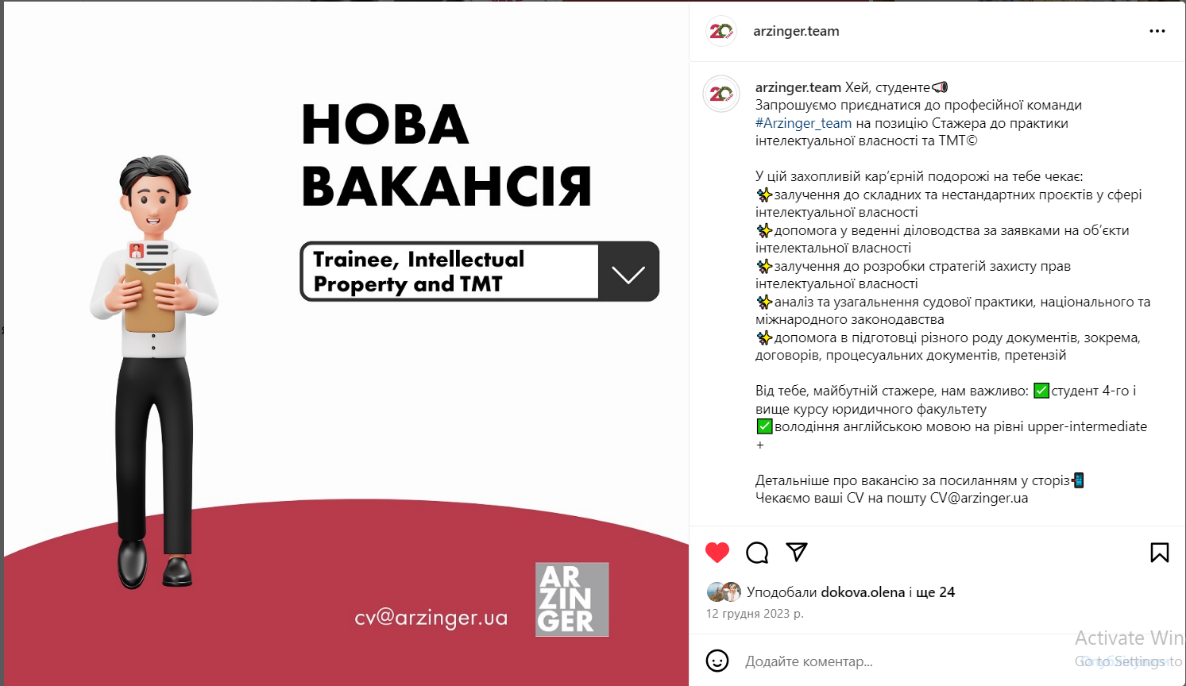 НОВА
ВАКАНСІЯ
Trainee, Intellectual
Property and TMT
cv@arzinger.ua
AR
ZIN
GER
20
arzinger.team
20
arzinger.team Хей, студенте📢
Запрошуємо приєднатися до професійної команди
#Arzinger_team на позицію Стажера до практики
інтелектуальної власності та ТМТ©
У цій захопливій кар’єрній подорожі на тебе чекає:
✨залучення до складних та нестандартних проєктів у сфері
інтелектуальної власності
✨допомога у веденні діловодства за заявками на об’єкти
інтелектальної власності
✨залучення до розробки стратегій захисту прав
інтелектуальної власності
✨аналіз та узагальнення судової практики, національного та
міжнародного законодавства
✨допомога в підготовці різного роду документів, зокрема,
договорів, процесуальних документів, претензій
Від тебе, майбутній стажере, нам важливо: ✅студент 4-го і
вище курсу юридичного факультету
✅володіння англійською мовою на рівні upper-intermediate
+
Детальніше про вакансію за посиланням у сторіз📲
Чекаємо ваші CV на пошту CV@arzinger.ua
Уподобали dokova.olena і ще 24
12 грудня 2023 р.
Додайте коментар...
Activate Win
Go to Settings to